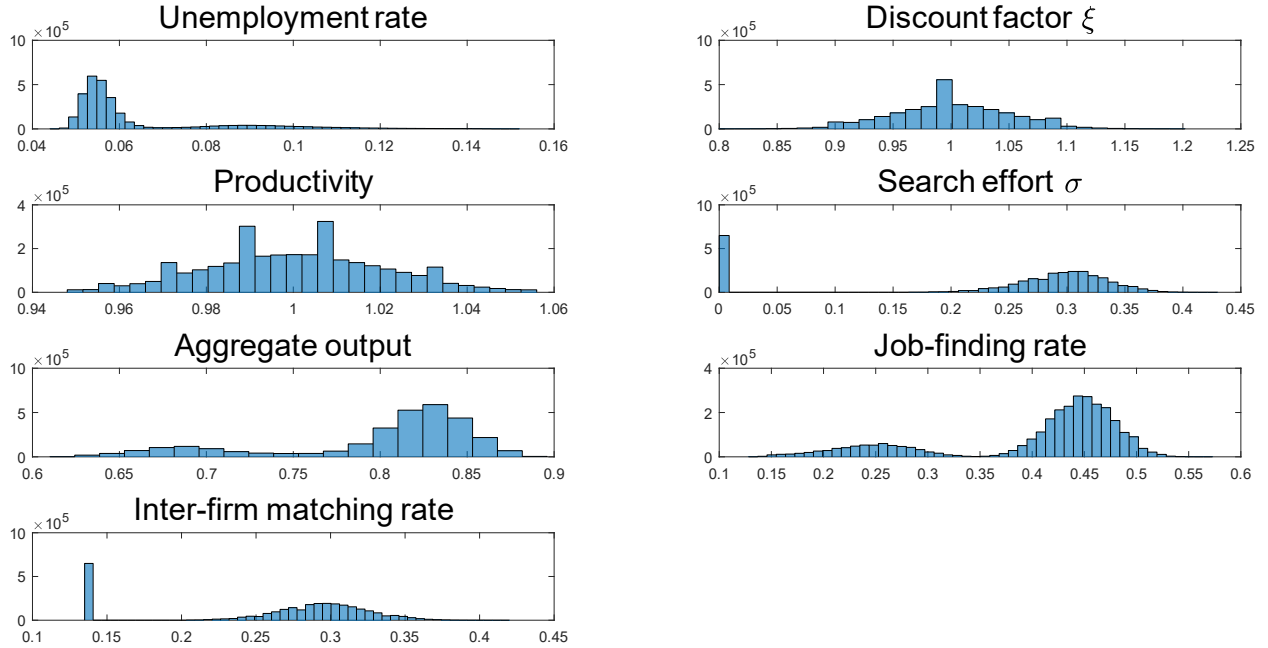 Unemployment rate
× 10^5
10
5
0
0.04 0.06 0.08 0.1 0.12 0.14 0.16
Discount factor ξ
× 10^5
10
5
0
0.8 0.85 0.9 0.95 1 1.05 1.1 1.15 1.2 1.25
Productivity
× 10^5
4
2
0
0.94 0.96 0.98 1 1.02 1.04 1.06
Search effort σ
× 10^5
10
5
0
0 0.05 0.1 0.15 0.2 0.25 0.3 0.35 0.4 0.45
Aggregate output
× 10^5
10
5
0
0.6 0.65 0.7 0.75 0.8 0.85 0.9
Job-finding rate
× 10^5
4
2
0
0.1 0.15 0.2 0.25 0.3 0.35 0.4 0.45 0.5 0.55 0.6
Inter-firm matching rate
× 10^5
10
5
0
0.1 0.15 0.2 0.25 0.3 0.35 0.4 0.45